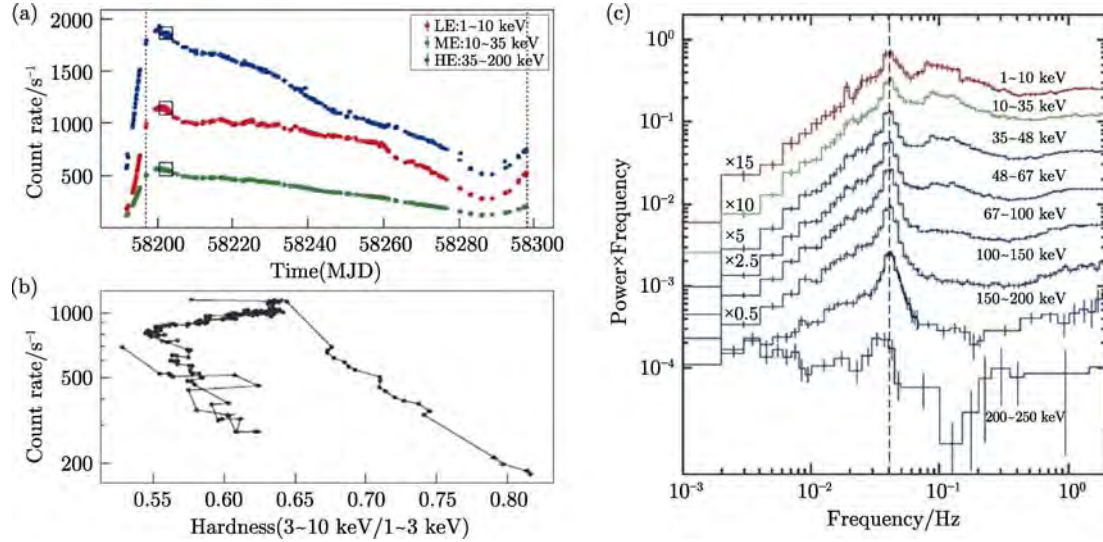 (a)
2000
1500
1000
500
Count rate/s⁻¹
LE:1~10 keV
ME:10~35 keV
HE:35~200 keV
58200 58220 58240 58260 58280 58300
Time(MJD)
(b)
1000
500
200
Count rate/s⁻¹
0.55 0.60 0.65 0.70 0.75 0.80
Hardness(3~10 keV/1~3 keV)
(c)
10⁰
10⁻¹
10⁻²
10⁻³
10⁻⁴
Power×Frequency
1~10 keV
10~35 keV
35~48 keV
48~67 keV
67~100 keV
100~150 keV
150~200 keV
200~250 keV
×15
×10
×5
×2.5
×0.5
10⁻³ 10⁻² 10⁻¹ 10⁰
Frequency/Hz